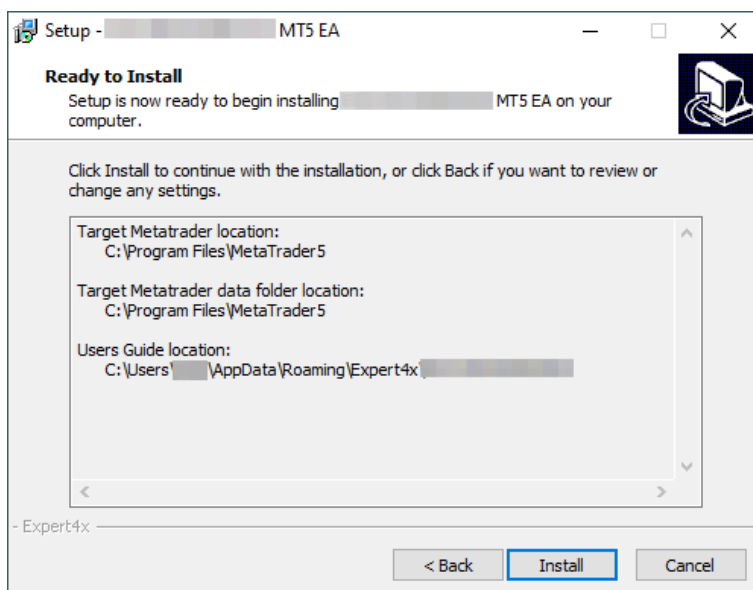 Setup - MT5 EA
Ready to Install
Setup is now ready to begin installing MT5 EA on your
computer.
Click Install to continue with the installation, or click Back if you want to review or
change any settings.
Target Metatrader location:
C:\Program Files\MetaTrader5
Target Metatrader data folder location:
C:\Program Files\MetaTrader5
Users Guide location:
C:\Users\ \AppData\Roaming\Expert4x\
- Expert4x
< Back
Install
Cancel